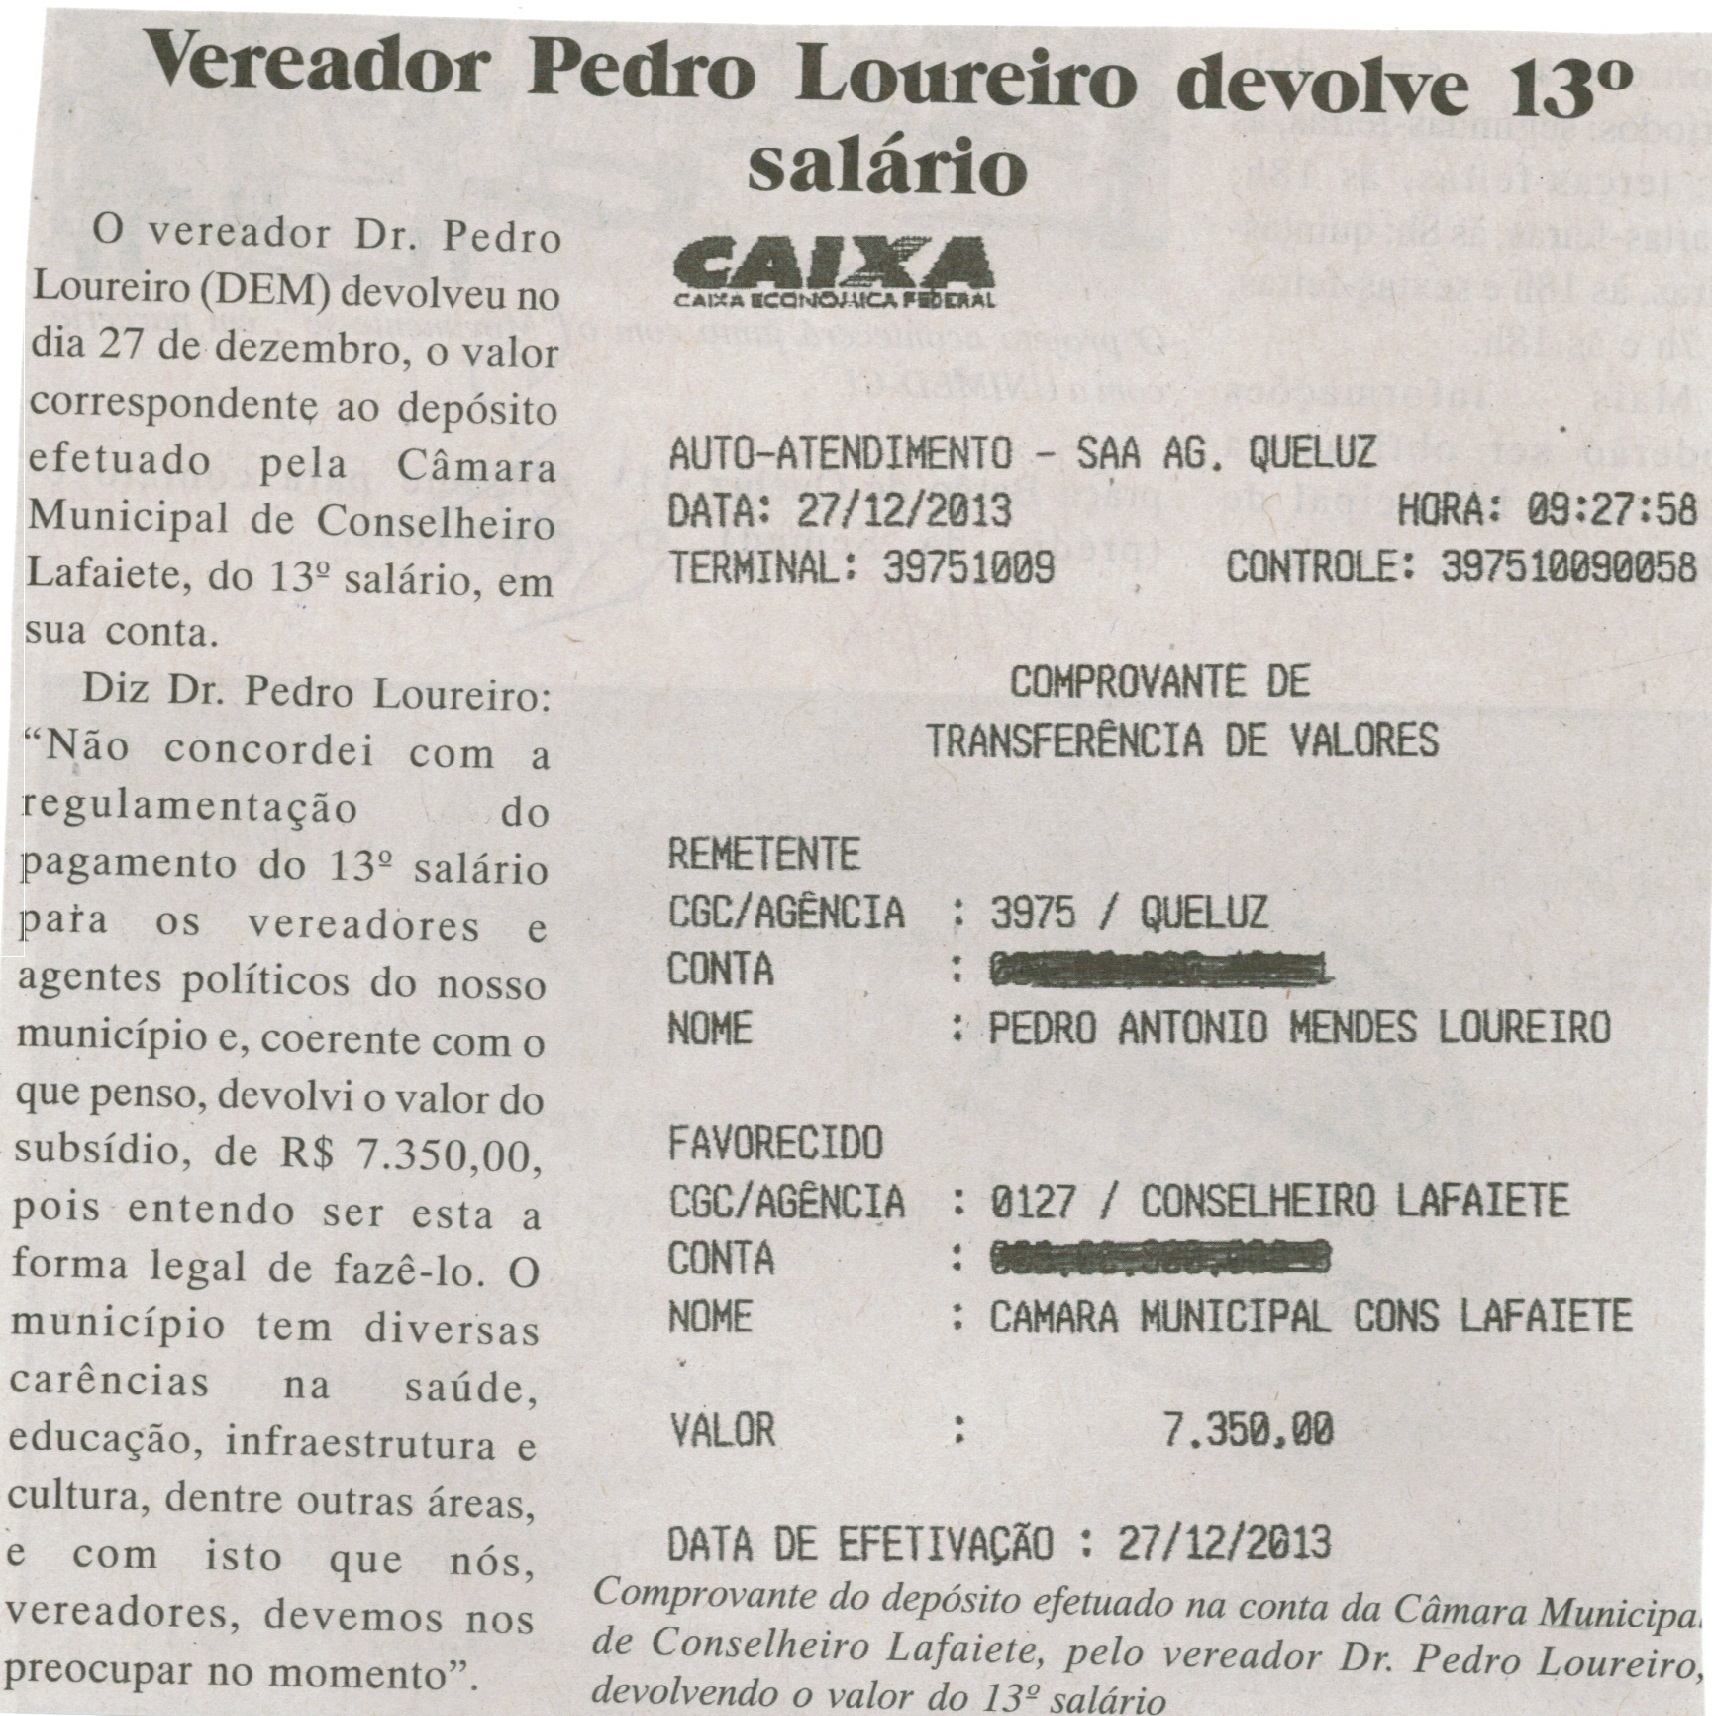 Vereador Pedro Loureiro devolve 13º
salário
O vereador Dr. Pedro
Loureiro (DEM) devolveu no
dia 27 de dezembro, o valor
correspondente ao depósito
efetuado pela Câmara
Municipal de Conselheiro
Lafaiete, do 13º salário, em
sua conta.
Diz Dr. Pedro Loureiro:
“Não concordei com a
regulamentação do
pagamento do 13º salário
para os vereadores e
agentes políticos do nosso
município e, coerente com o
que penso, devolvi o valor do
subsídio, de R$ 7.350,00,
pois entendo ser esta a
forma legal de fazê-lo. O
município tem diversas
carências na saúde,
educação, infraestrutura e
cultura, dentre outras áreas,
e com isto que nós,
vereadores, devemos nos
preocupar no momento”.
CAIXA
CAIXA ECONÔMICA FEDERAL
AUTO-ATENDIMENTO - SAA AG. QUELUZ
DATA: 27/12/2013 HORA: 09:27:58
TERMINAL: 39751009 CONTROLE: 397510090058
COMPROVANTE DE
TRANSFERÊNCIA DE VALORES
REMETENTE
CGC/AGÊNCIA : 3975 / QUELUZ
CONTA :
NOME : PEDRO ANTONIO MENDES LOUREIRO
FAVORECIDO
CGC/AGÊNCIA : 0127 / CONSELHEIRO LAFAIETE
CONTA :
NOME : CAMARA MUNICIPAL CONS LAFAIETE
VALOR : 7.350,00
DATA DE EFETIVAÇÃO : 27/12/2013
Comprovante do depósito efetuado na conta da Câmara Municipal
de Conselheiro Lafaiete, pelo vereador Dr. Pedro Loureiro,
devolvendo o valor do 13º salário